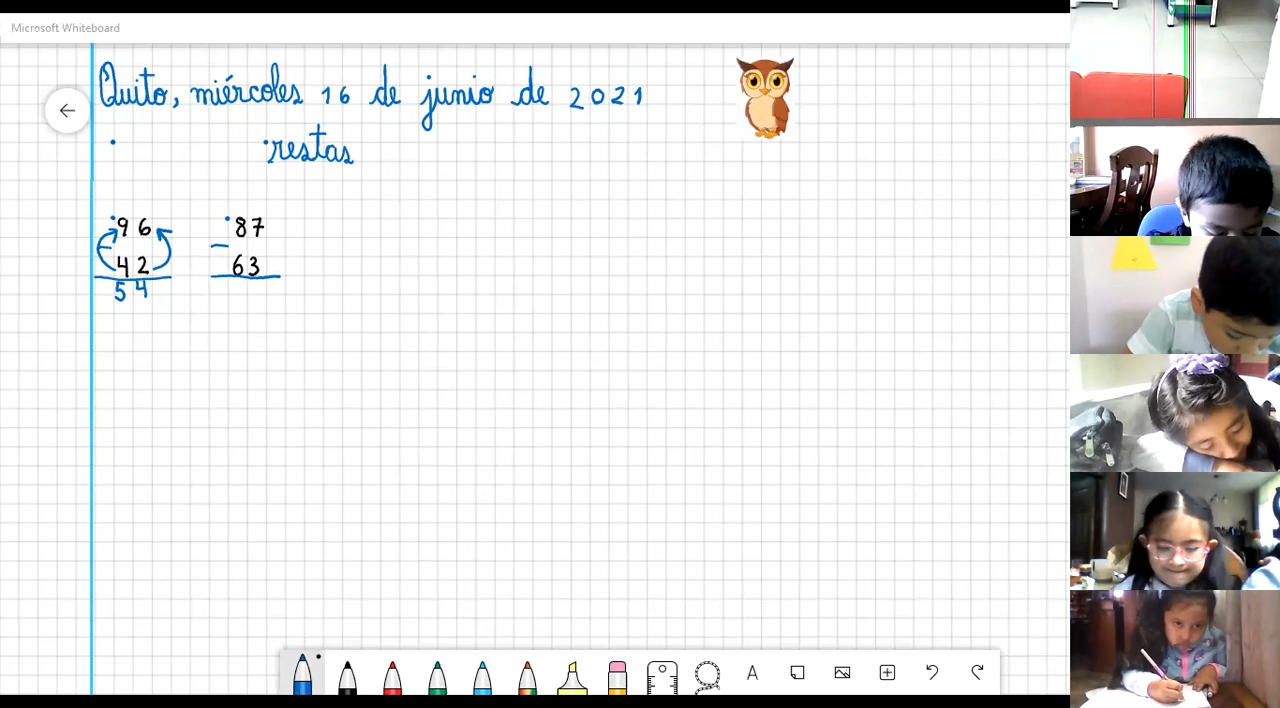 Microsoft Whiteboard
Quito, miércoles 16 de junio de 2021
restas
96 87
- 42 - 63
54
A